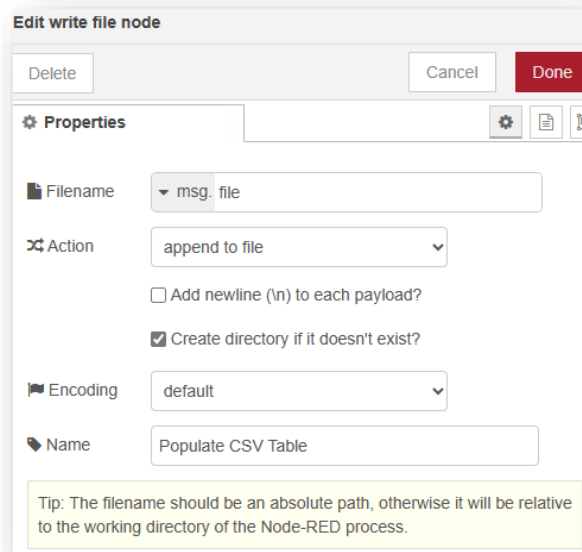 Edit write file node
Delete
Cancel
Done
Properties
Filename
msg. file
Action
append to file
Add newline (\n) to each payload?
Create directory if it doesn't exist?
Encoding
default
Name
Populate CSV Table
Tip: The filename should be an absolute path, otherwise it will be relative
to the working directory of the Node-RED process.